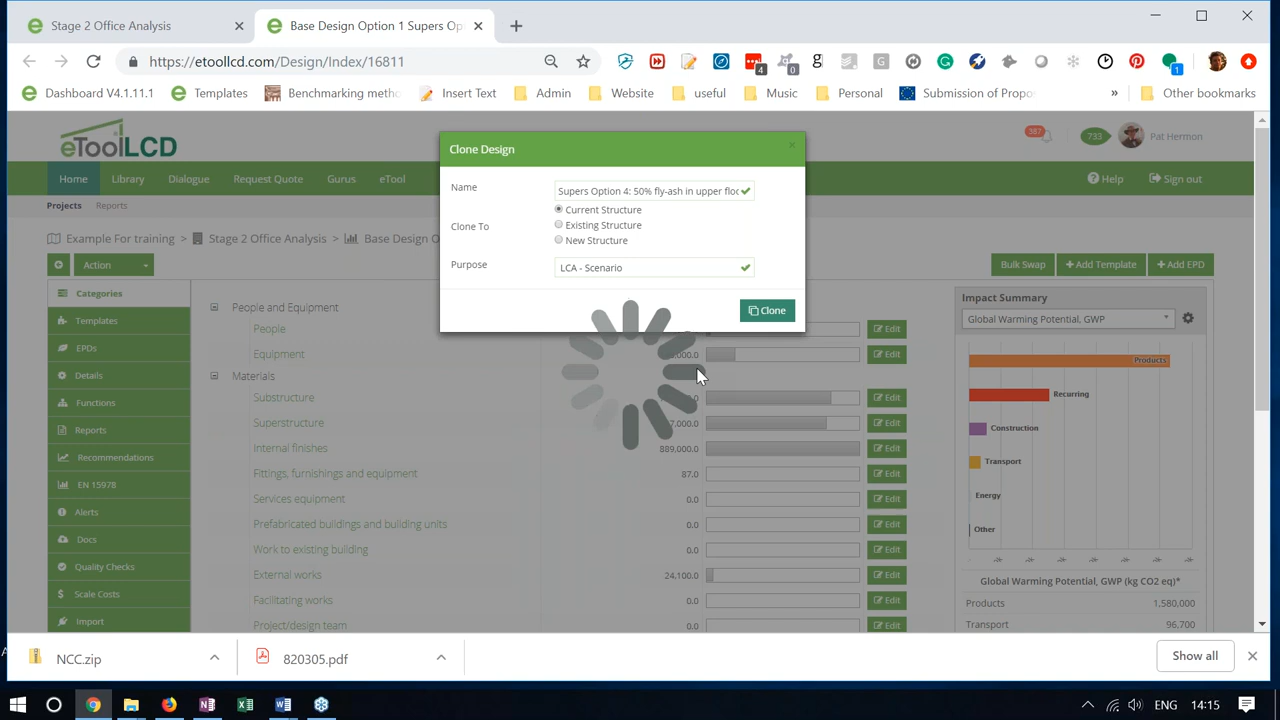 Stage 2 Office Analysis
Base Design Option 1 Supers Op
https://etoollcd.com/Design/Index/16811
4
0
1
Dashboard V4.1.11.1
Templates
Benchmarking metho
Insert Text
Admin
Website
useful
Music
Personal
Submission of Propo
»
Other bookmarks
eToolLCD
387
733
Pat Hermon
Home
Library
Dialogue
Request Quote
Gurus
eTool
Help
Sign out
Projects
Reports
Example For training > Stage 2 Office Analysis > Base Design O
Action
Bulk Swap
Add Template
Add EPD
Clone Design
Name
Supers Option 4: 50% fly-ash in upper floo
Clone To
Current Structure
Existing Structure
New Structure
Purpose
LCA - Scenario
Clone
Categories
Templates
EPDs
Details
Functions
Reports
Recommendations
EN 15978
Alerts
Docs
Quality Checks
Scale Costs
Import
People and Equipment
People
Edit
Equipment
Edit
Materials
Substructure
Edit
Superstructure
Edit
Internal finishes
889,000.0
Edit
Fittings, furnishings and equipment
87.0
Edit
Services equipment
0.0
Edit
Prefabricated buildings and building units
0.0
Edit
Work to existing building
0.0
Edit
External works
24,100.0
Edit
Facilitating works
0.0
Edit
Project/design team
0.0
Edit
Impact Summary
Global Warming Potential, GWP
Products
Recurring
Construction
Transport
Energy
Other
Global Warming Potential, GWP (kg CO2 eq)*
Products 1,580,000
Transport 96,700
NCC.zip
820305.pdf
Show all
ENG
14:15